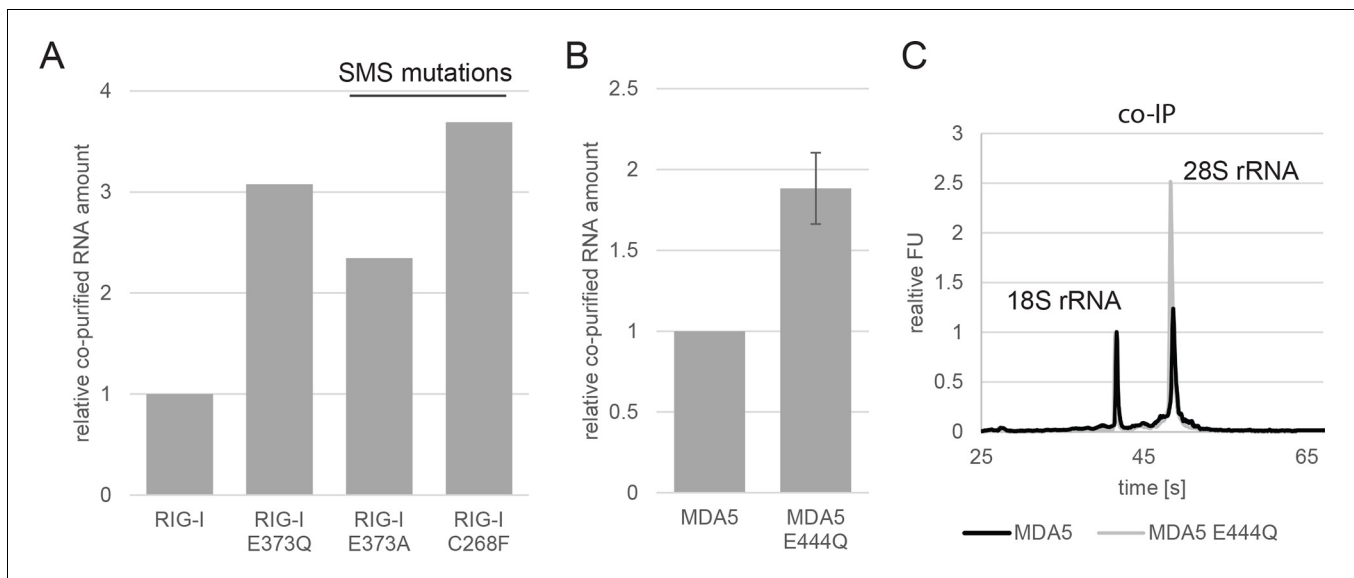 A
SMS mutations
relative co-purified RNA amount
4
3
2
1
0
RIG-I
RIG-I
E373Q
RIG-I
E373A
RIG-I
C268F
B
relative co-purified RNA amount
2.5
2
1.5
1
0.5
0
MDA5
MDA5
E444Q
C
co-IP
realtive FU
3
2.5
2
1.5
1
0.5
0
28S rRNA
18S rRNA
25
45
65
time [s]
MDA5
MDA5 E444Q